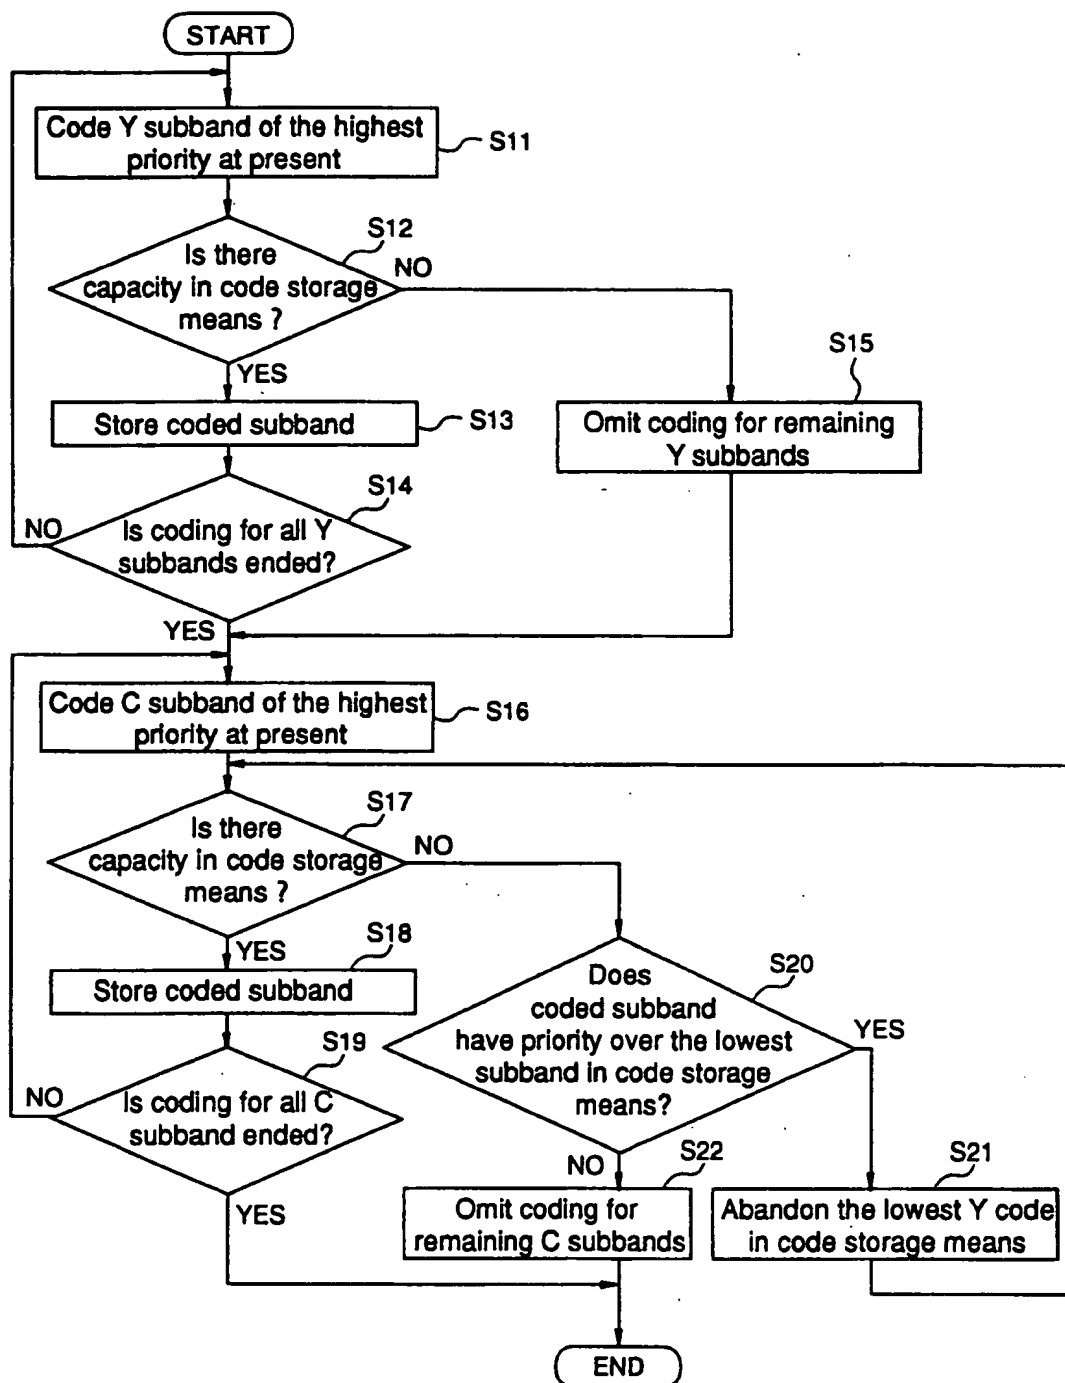 START
Code Y subband of the highest
priority at present
S11
S12
Is there
capacity in code storage
means ?
NO
YES
S15
Store coded subband
S13
Omit coding for remaining
Y subbands
S14
NO
Is coding for all Y
subbands ended?
YES
Code C subband of the highest
priority at present
S16
S17
Is there
capacity in code storage
means ?
NO
YES
S18
Store coded subband
S20
Does
coded subband
have priority over the lowest
subband in code storage
means?
YES
S19
NO
Is coding for all C
subband ended?
YES
NO
S22
Omit coding for
remaining C subbands
S21
Abandon the lowest Y code
in code storage means
END